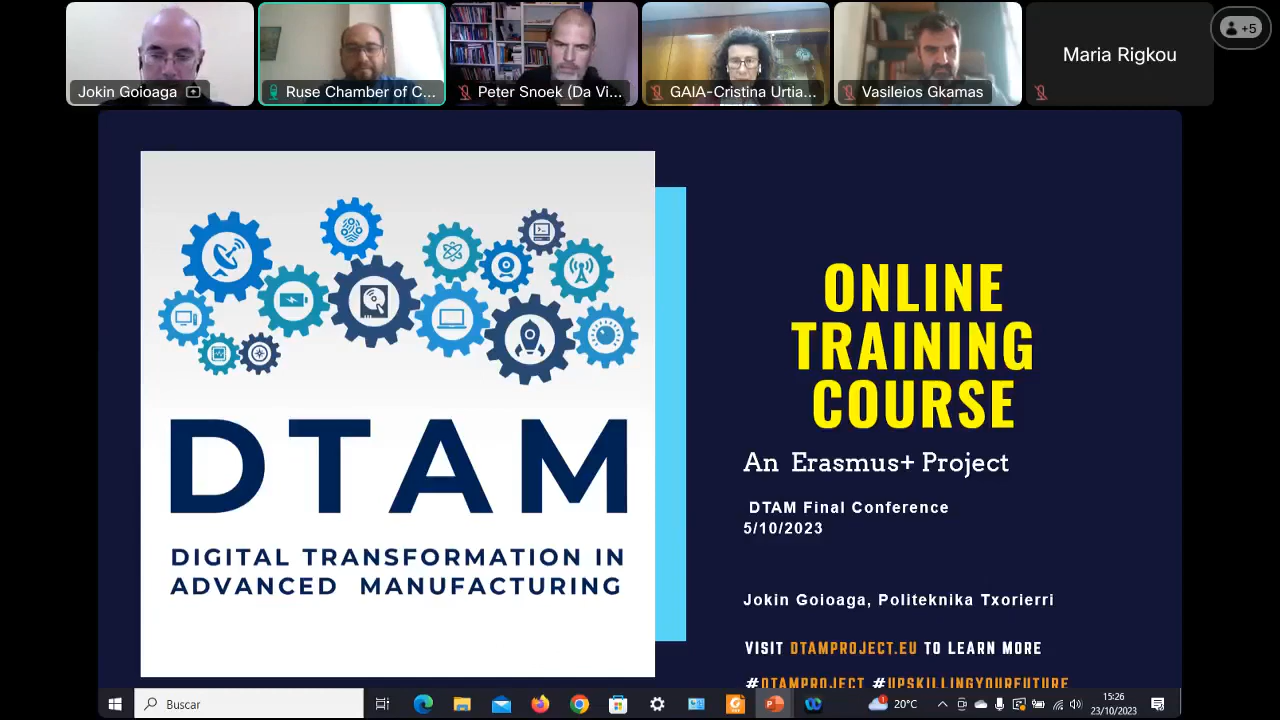 Jokin Goioaga
Ruse Chamber of C...
Peter Snoek (Da Vi...
GAIA-Cristina Urtia...
Vasileios Gkamas
Maria Rigkou
+5
DTAM
DIGITAL TRANSFORMATION IN
ADVANCED MANUFACTURING
ONLINE
TRAINING
COURSE
An Erasmus+ Project
DTAM Final Conference
5/10/2023
Jokin Goioaga, Politeknika Txorierri
VISIT DTAMPROJECT.EU TO LEARN MORE
#DTAMPROJECT #UPSKILLINGYOURFUTURE
Buscar
20°C
15:26
23/10/2023